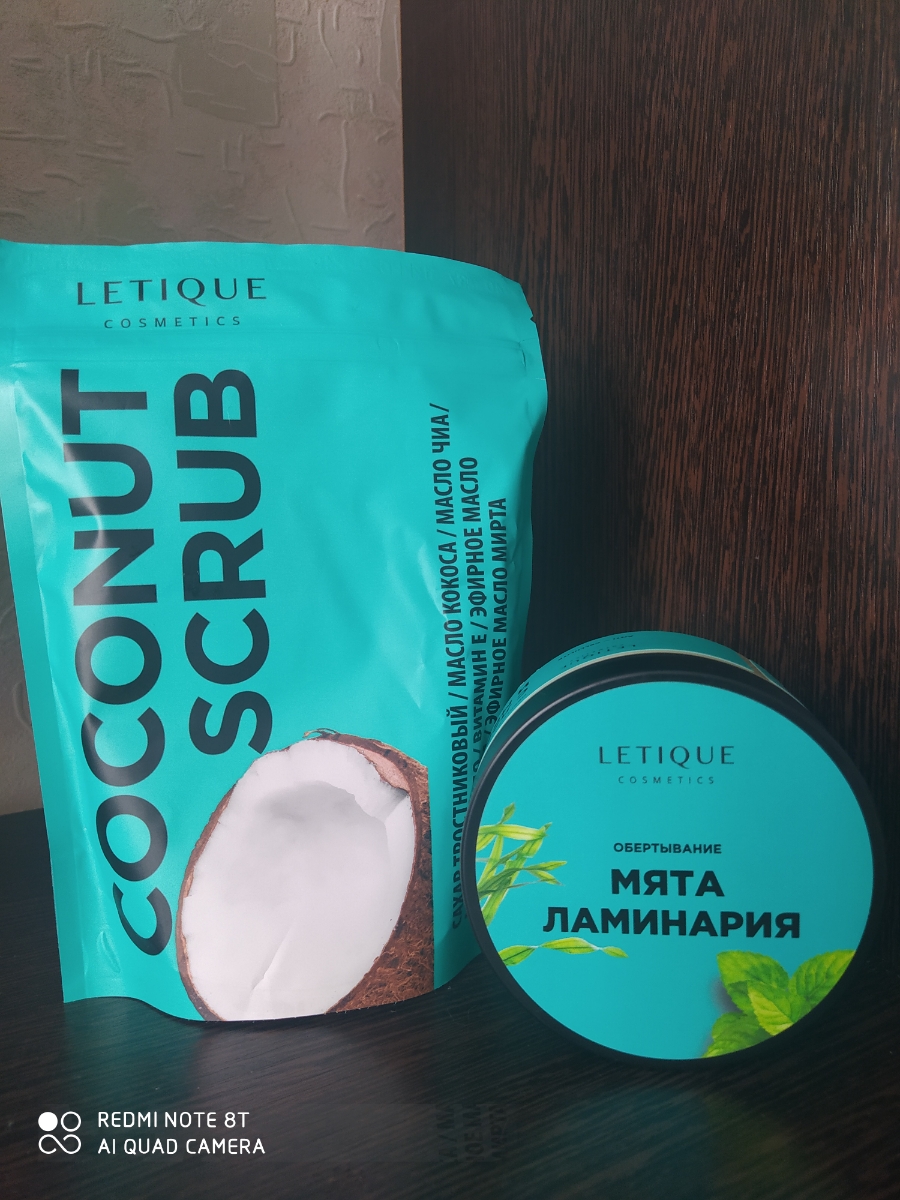 LETIQUE
COSMETICS
COCONUT
SCRUB
САХАР ТРОСТНИКОВЫЙ / МАСЛО КОКОСА / МАСЛО ЧИА /
/ ВИТАМИН Е / ЭФИРНОЕ МАСЛО
/ ЭФИРНОЕ МАСЛО МИРТА
LETIQUE
COSMETICS
ОБЕРТЫВАНИЕ
МЯТА
ЛАМИНАРИЯ
REDMI NOTE 8T
AI QUAD CAMERA